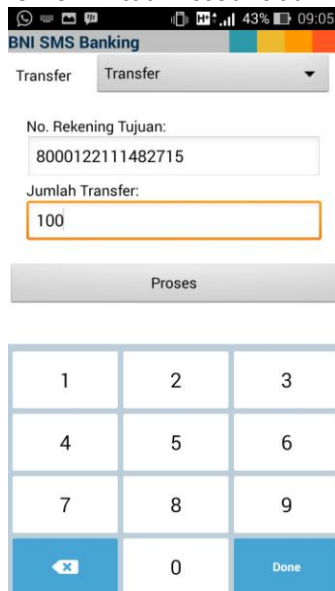 H+ 43% 09:05
BNI SMS Banking
Transfer Transfer
No. Rekening Tujuan:
8000122111482715
Jumlah Transfer:
100
Proses
1 2 3
4 5 6
7 8 9
0 Done